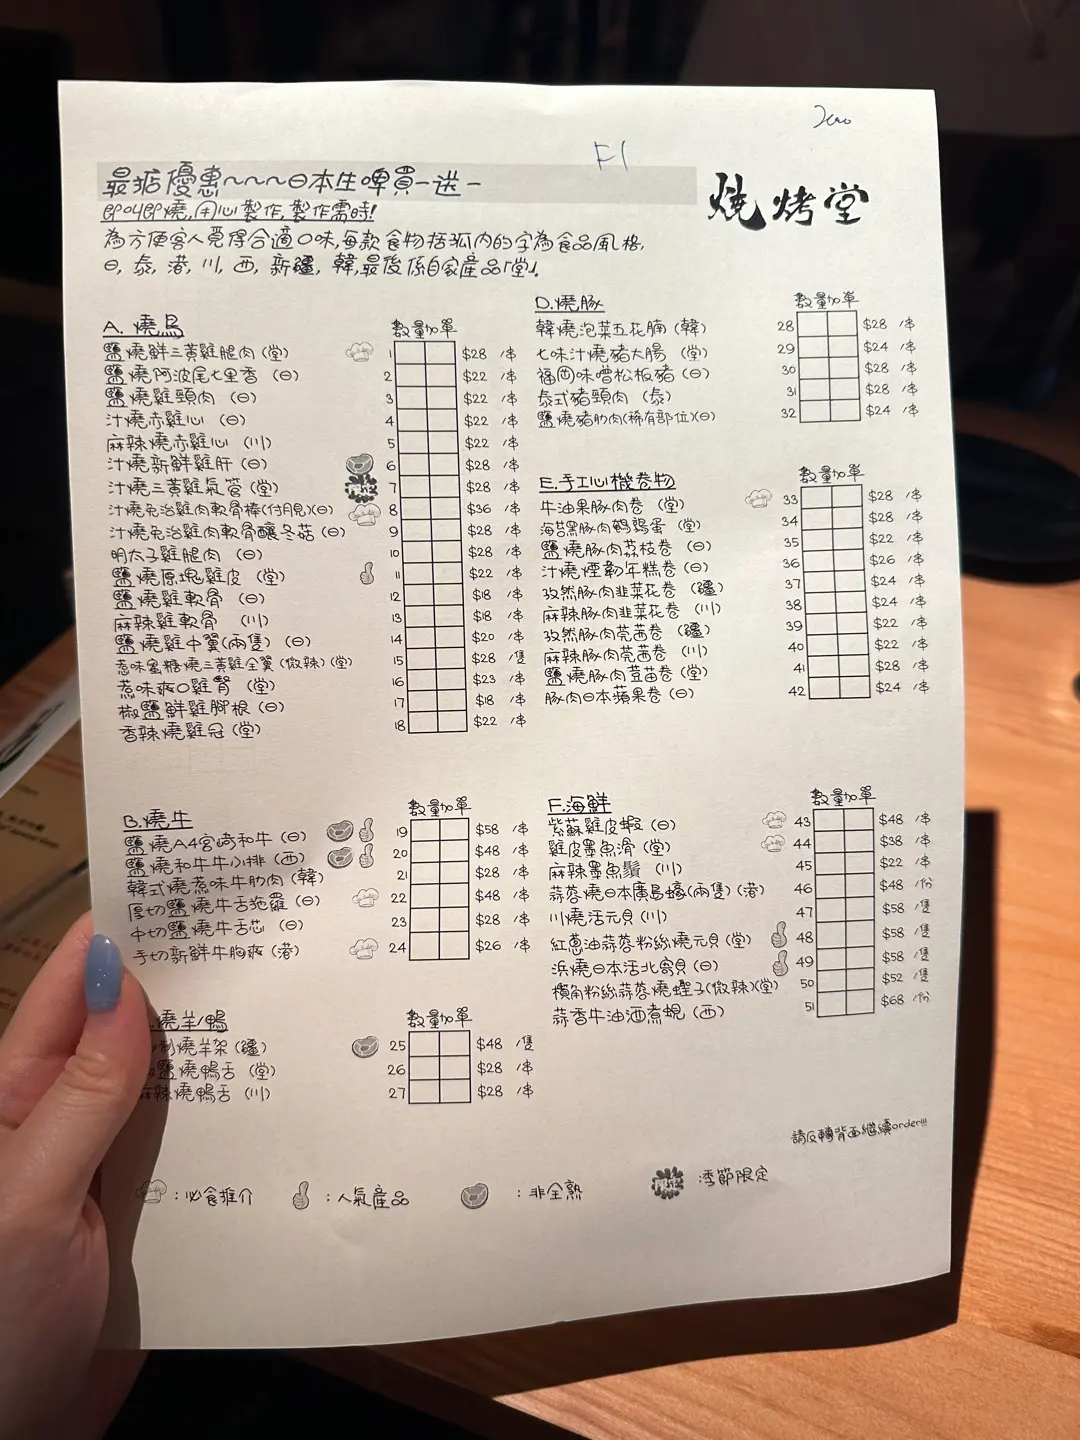 F1
最掂優惠~~~日本生啤買一送一
燒烤堂
即叫即燒,用心製作,製作需時!
為方便客人覓得合適口味,每款食物括弧內的字為食品風格,
日, 泰, 港, 川, 西, 新疆, 韓,最後係自家產品「堂」.
A. 燒鳥 數量加單
鹽燒鮮三黃雞腿肉(堂) 1 $28 /串
鹽燒阿波尾七里香 (日) 2 $22 /串
鹽燒雞頸肉 (日) 3 $22 /串
汁燒赤雞心 (日) 4 $22 /串
麻辣燒赤雞心 (川) 5 $22 /串
汁燒新鮮雞肝 (日) 6 $28 /串
汁燒三黃雞氣管 (堂) 7 $28 /串
汁燒免治雞肉軟骨棒(付月見)(日) 8 $36 /串
汁燒免治雞肉軟骨釀冬菇 (日) 9 $28 /串
明太子雞腿肉 (日) 10 $28 /串
鹽燒原塊雞皮 (堂) 11 $22 /串
鹽燒雞軟骨 (日) 12 $18 /串
麻辣雞軟骨 (川) 13 $18 /串
鹽燒雞中翼(兩隻) (日) 14 $20 /串
惹味蜜糖燒三黃雞全翼 (微辣) (堂) 15 $28 /隻
惹味爽口雞腎 (堂) 16 $23 /串
椒鹽鮮雞腳根 (日) 17 $18 /串
香辣燒雞冠 (堂) 18 $22 /串
B. 燒牛 數量加單
鹽燒A4宮崎和牛 (日) 19 $58 /串
鹽燒和牛牛小排 (西) 20 $48 /串
韓式燒惹味牛肋肉 (韓) 21 $28 /串
厚切鹽燒牛舌拖羅 (日) 22 $48 /串
中切鹽燒牛舌芯 (日) 23 $28 /串
手切新鮮牛胸爽 (港) 24 $26 /串
燒羊/鴨 數量加單
制燒羊架 (疆) 25 $48 /隻
鹽燒鴨舌 (堂) 26 $28 /串
麻辣燒鴨舌 (川) 27 $28 /串
D.燒豚 數量加單
韓燒泡菜五花腩 (韓) 28 $28 /串
七味汁燒豬大腸 (堂) 29 $24 /串
福岡味噌松板豬 (日) 30 $28 /串
泰式豬頸肉 (泰) 31 $28 /串
鹽燒豬肋肉(稀有部位)(日) 32 $24 /串
E.手工心機卷物 數量加單
牛油果豚肉卷 (堂) 33 $28 /串
海苔黑豚肉鵪鶉蛋 (堂) 34 $28 /串
鹽燒豚肉荔枝卷 (日) 35 $22 /串
汁燒煙韌年糕卷 (日) 36 $26 /串
孜然豚肉韭菜花卷 (疆) 37 $24 /串
麻辣豚肉韭菜花卷 (川) 38 $24 /串
孜然豚肉莞茜卷 (疆) 39 $22 /串
麻辣豚肉莞茜卷 (川) 40 $22 /串
鹽燒豚肉荳苗卷 (堂) 41 $28 /串
豚肉日本蘋果卷 (日) 42 $24 /串
F.海鮮 數量加單
紫蘇雞皮蝦 (日) 43 $48 /串
雞皮墨魚滑 (堂) 44 $38 /串
麻辣墨魚鬚 (川) 45 $22 /串
蒜蓉燒日本廣島蠔(兩隻) (港) 46 $48 /份
川燒活元貝 (川) 47 $58 /隻
紅蔥油蒜蓉粉絲燒元貝 (堂) 48 $58 /隻
浜燒日本活北寄貝 (日) 49 $58 /隻
欖角粉絲蒜蓉燒蟶子(微辣)(堂) 50 $52 /隻
蒜香牛油酒煮蜆 (西) 51 $68 /份
請反轉背面繼續order!!!
:必食推介 :人氣產品 :非全熟 季節限定